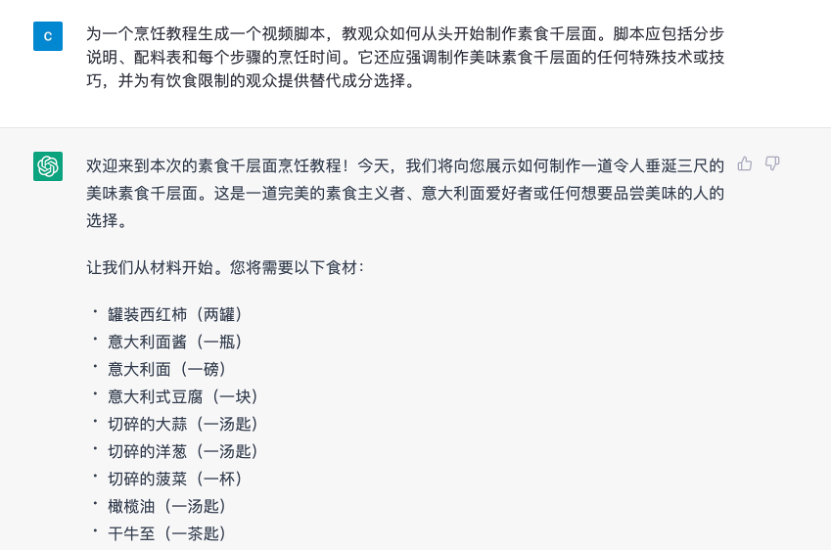 C
为一个烹饪教程生成一个视频脚本，教观众如何从头开始制作素食千层面。脚本应包括分步
说明、配料表和每个步骤的烹饪时间。它还应强调制作美味素食千层面的任何特殊技术或技
巧，并为有饮食限制的观众提供替代成分选择。
欢迎来到本次的素食千层面烹饪教程！今天，我们将向您展示如何制作一道令人垂涎三尺的
美味素食千层面。这是一道完美的素食主义者、意大利面爱好者或任何想要品尝美味的人的
选择。
让我们从材料开始。您将需要以下食材：
· 罐装西红柿（两罐）
· 意大利面酱（一瓶）
· 意大利面（一磅）
· 意大利式豆腐（一块）
· 切碎的大蒜（一汤匙）
· 切碎的洋葱（一汤匙）
· 切碎的菠菜（一杯）
· 橄榄油（一汤匙）
· 干牛至（一茶匙）